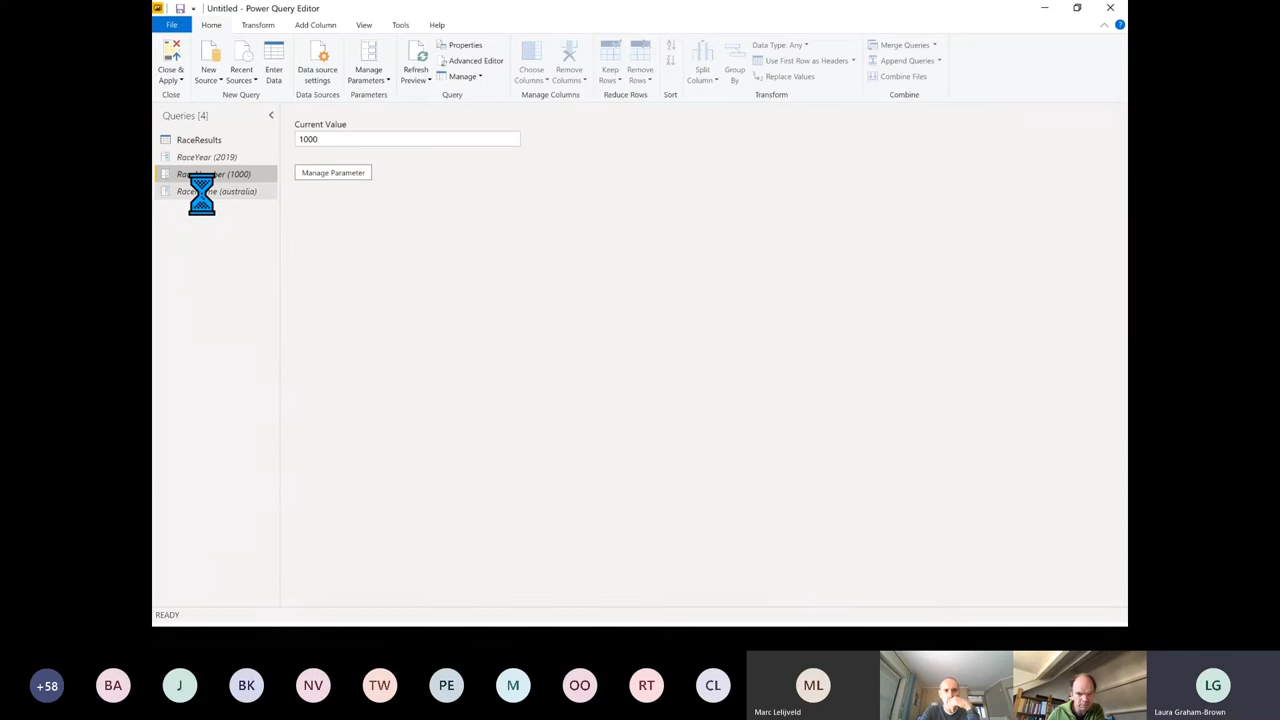 Untitled - Power Query Editor
File Home Transform Add Column View Tools Help
Close & Apply
New Source
Recent Sources
Enter Data
Data source settings
Manage Parameters
Refresh Preview
Properties
Advanced Editor
Manage
Choose Columns
Remove Columns
Keep Rows
Remove Rows
Split Column
Group By
Data Type: Any
Use First Row as Headers
Replace Values
Merge Queries
Append Queries
Combine Files
Close New Query Data Sources Parameters Query Manage Columns Reduce Rows Sort Transform Combine
Queries [4]
RaceResults
RaceYear (2019)
(1000)
(australia)
Current Value
1000
Manage Parameter
READY
+58 BA J BK NV TW PE M OO RT CL ML LG
Marc Lelijveld
Laura Graham-Brown